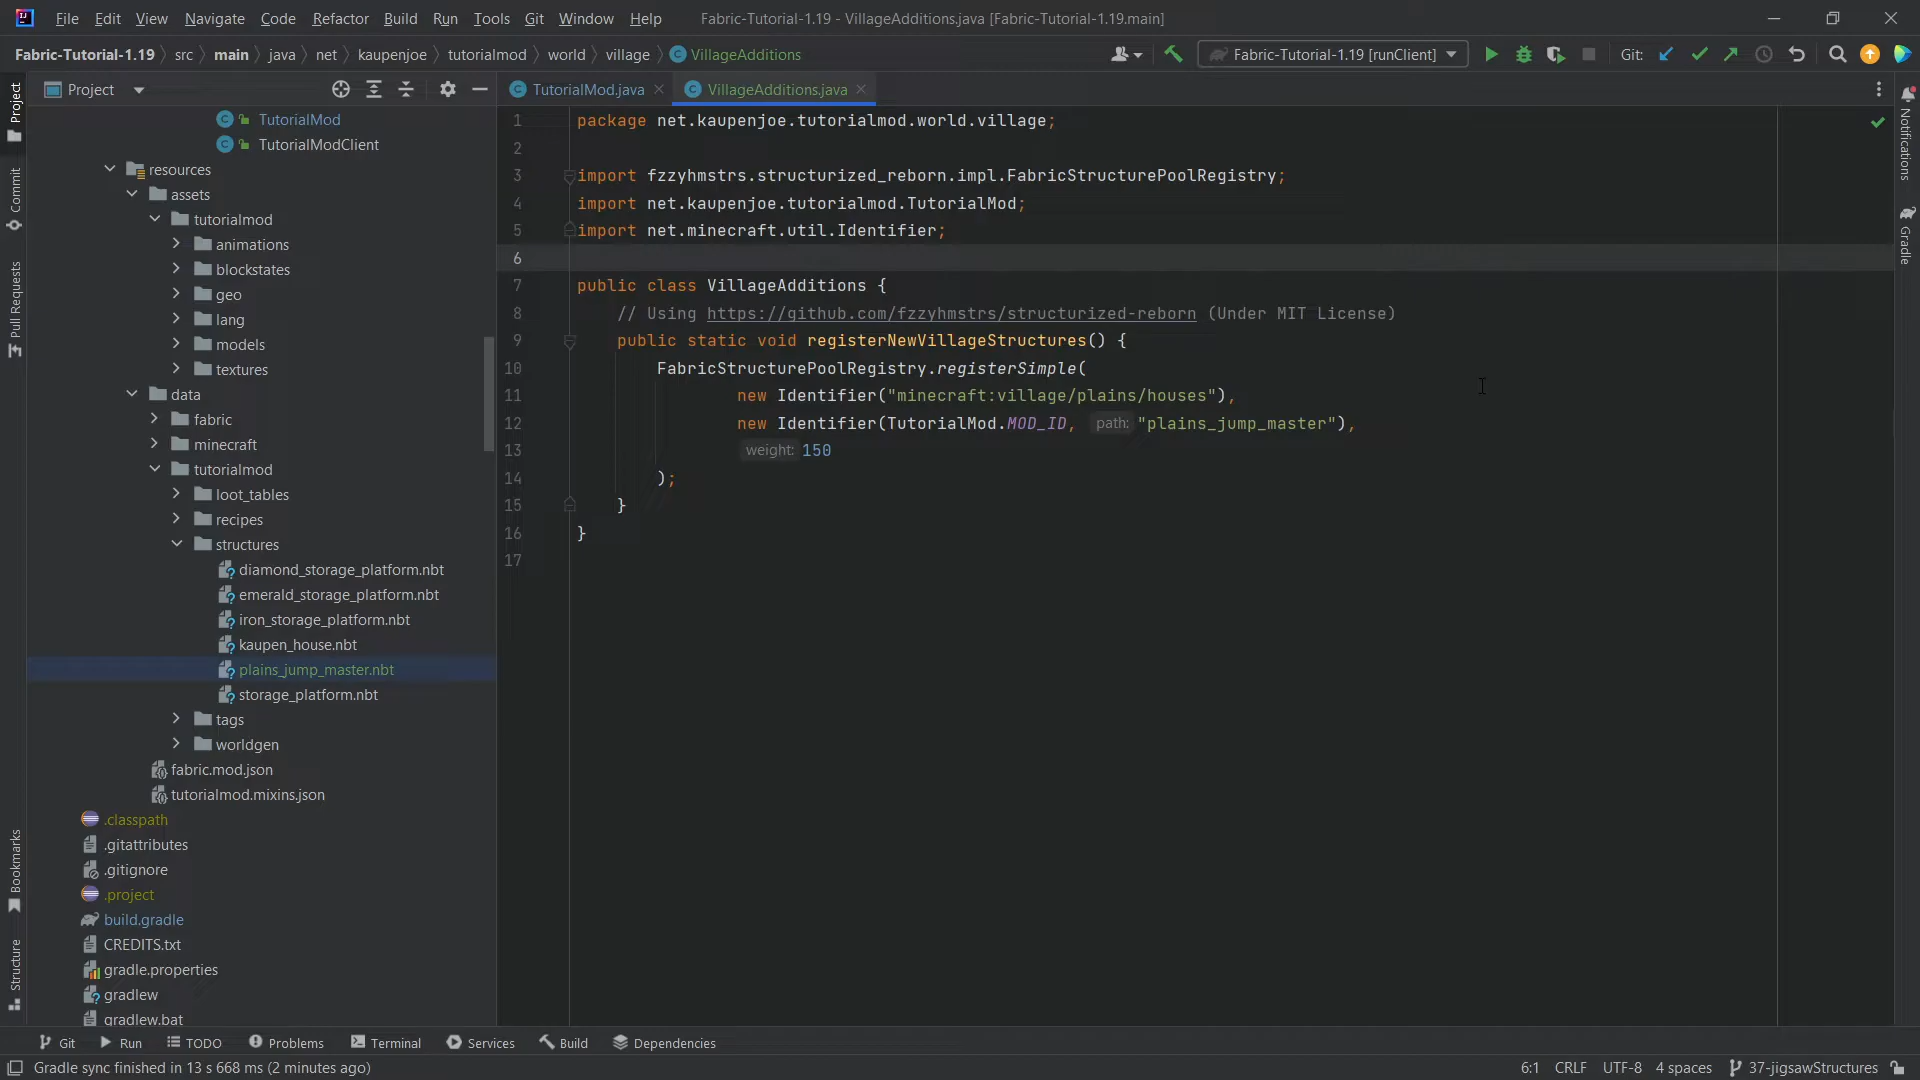 File Edit View Navigate Code Refactor Build Run Tools Git Window Help Fabric-Tutorial-1.19 - VillageAdditions.java [Fabric-Tutorial-1.19.main]
Fabric-Tutorial-1.19 src main java net kaupenjoe tutorialmod world village VillageAdditions Fabric-Tutorial-1.19 [runClient] Git:
Project
TutorialMod.java VillageAdditions.java
TutorialMod
TutorialModClient
resources
assets
tutorialmod
animations
blockstates
geo
lang
models
textures
data
fabric
minecraft
tutorialmod
loot_tables
recipes
structures
diamond_storage_platform.nbt
emerald_storage_platform.nbt
iron_storage_platform.nbt
kaupen_house.nbt
plains_jump_master.nbt
storage_platform.nbt
tags
worldgen
fabric.mod.json
tutorialmod.mixins.json
.classpath
.gitattributes
.gitignore
.project
build.gradle
CREDITS.txt
gradle.properties
gradlew
gradlew.bat
1 package net.kaupenjoe.tutorialmod.world.village;
2
3 import fzzyhmstrs.structurized_reborn.impl.FabricStructurePoolRegistry;
4 import net.kaupenjoe.tutorialmod.TutorialMod;
5 import net.minecraft.util.Identifier;
6
7 public class VillageAdditions {
8 // Using https://github.com/fzzyhmstrs/structurized-reborn (Under MIT License)
9 public static void registerNewVillageStructures() {
10 FabricStructurePoolRegistry.registerSimple(
11 new Identifier("minecraft:village/plains/houses"),
12 new Identifier(TutorialMod.MOD_ID, path: "plains_jump_master"),
13 weight: 150
14 );
15 }
16 }
17
Project
Commit
Pull Requests
Bookmarks
Structure
Notifications
Gradle
Git Run TODO Problems Terminal Services Build Dependencies
Gradle sync finished in 13 s 668 ms (2 minutes ago) 6:1 CRLF UTF-8 4 spaces 37-jigsawStructures